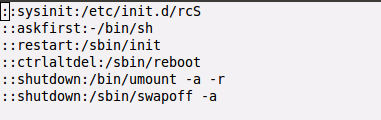 ::sysinit:/etc/init.d/rcS
::askfirst:-/bin/sh
::restart:/sbin/init
::ctrlaltdel:/sbin/reboot
::shutdown:/bin/umount -a -r
::shutdown:/sbin/swapoff -a